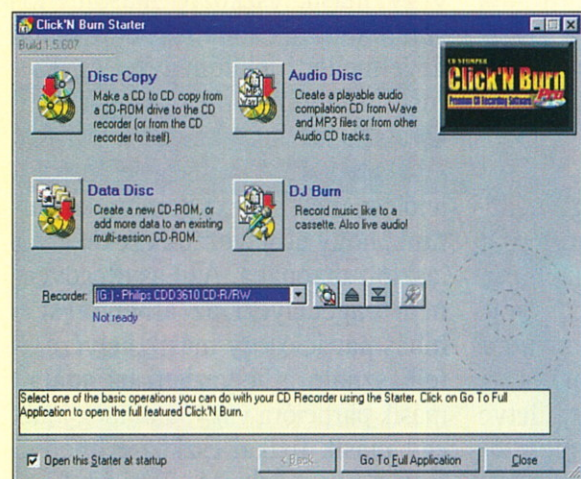 Click'N Burn Starter
Build 1.5.607
Disc Copy
Make a CD to CD copy from
a CD-ROM drive to the CD
recorder (or from the CD
recorder to itself).
Audio Disc
Create a playable audio
compilation CD from Wave
and MP3 files or from other
Audio CD tracks.
CD STOMPER
Click'N Burn
Pro
Premium CD Recording Software
Data Disc
Create a new CD-ROM, or
add more data to an existing
multi-session CD-ROM.
DJ Burn
Record music like to a
cassette. Also live audio!
Recorder: (G:) - Philips CDD3610 CD-R/RW
Not ready
Select one of the basic operations you can do with your CD Recorder using the Starter. Click on Go To Full
Application to open the full featured Click'N Burn.
Open this Starter at startup
< Back
Go To Full Application
Close